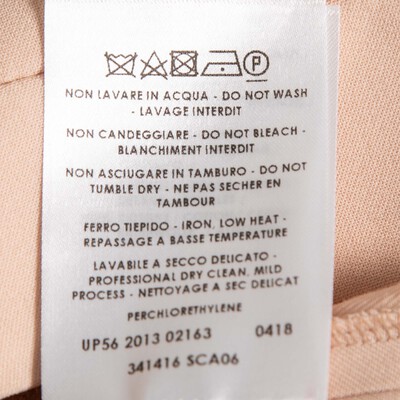 P
NON LAVARE IN ACQUA - DO NOT WASH
- LAVAGE INTERDIT
NON CANDEGGIARE - DO NOT BLEACH -
BLANCHIMENT INTERDIT
NON ASCIUGARE IN TAMBURO - DO NOT
TUMBLE DRY - NE PAS SECHER EN
TAMBOUR
FERRO TIEPIDO - IRON, LOW HEAT -
REPASSAGE A BASSE TEMPERATURE
LAVABILE A SECCO DELICATO -
PROFESSIONAL DRY CLEAN, MILD
PROCESS - NETTOYAGE A SEC DELICAT
PERCHLORETHYLENE
UP56 2013 02163 0418
341416 SCA06